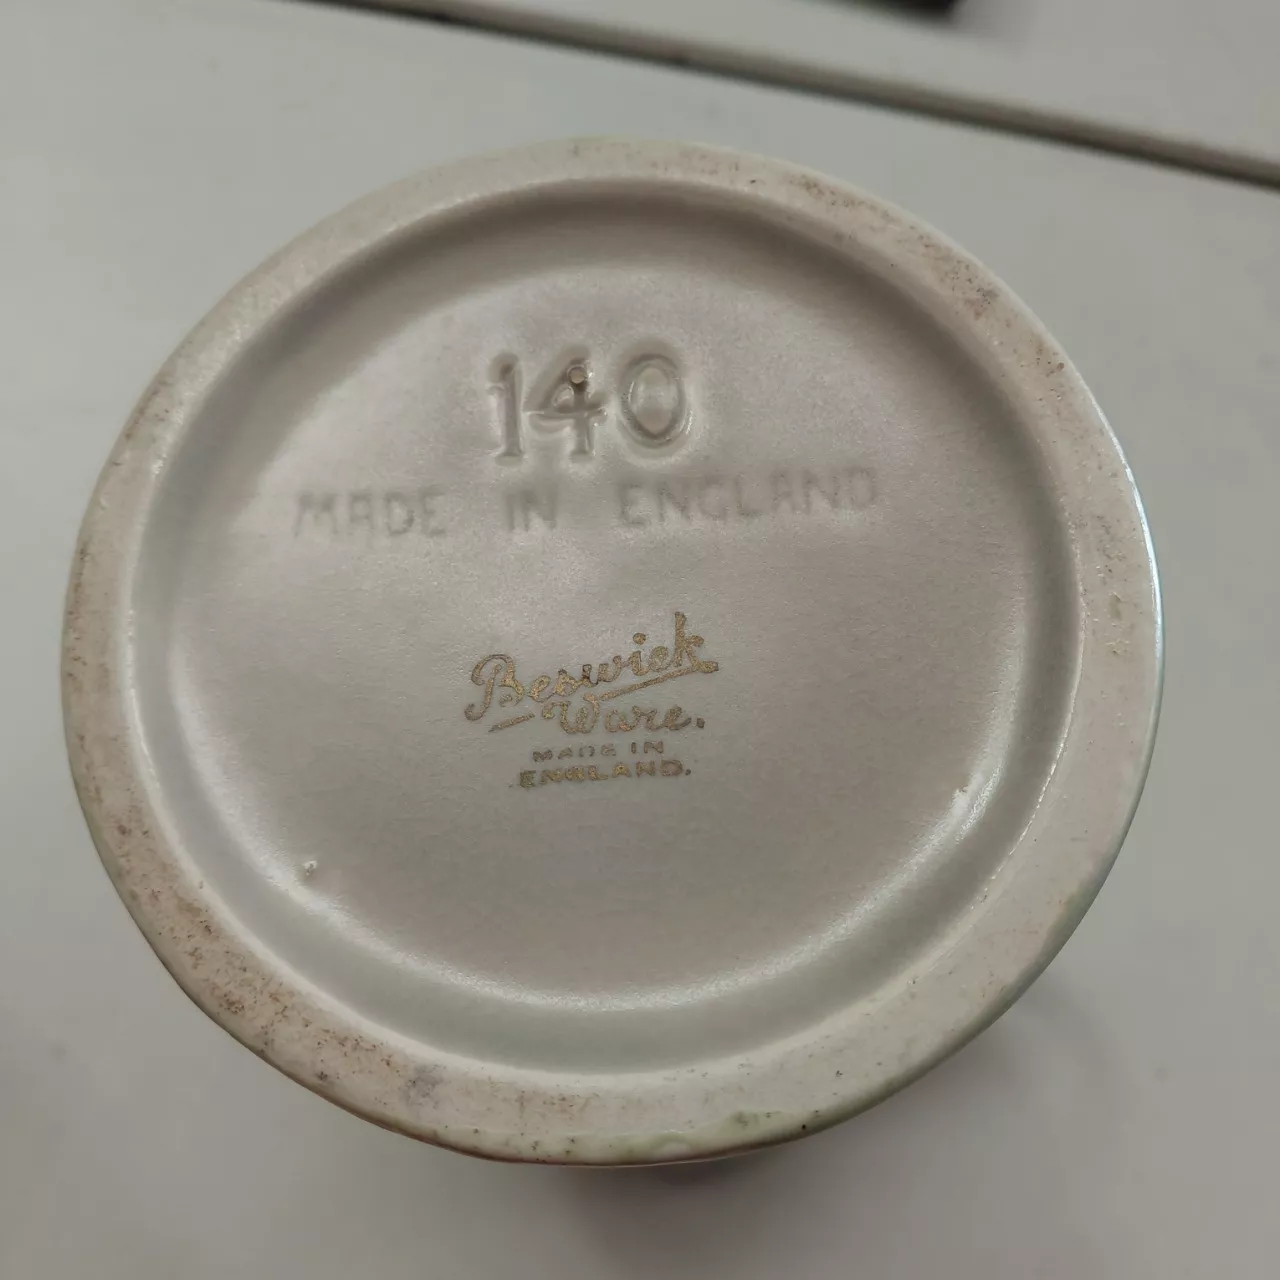 140
MADE IN ENGLAND
Beswick
Ware.
MADE IN
ENGLAND.